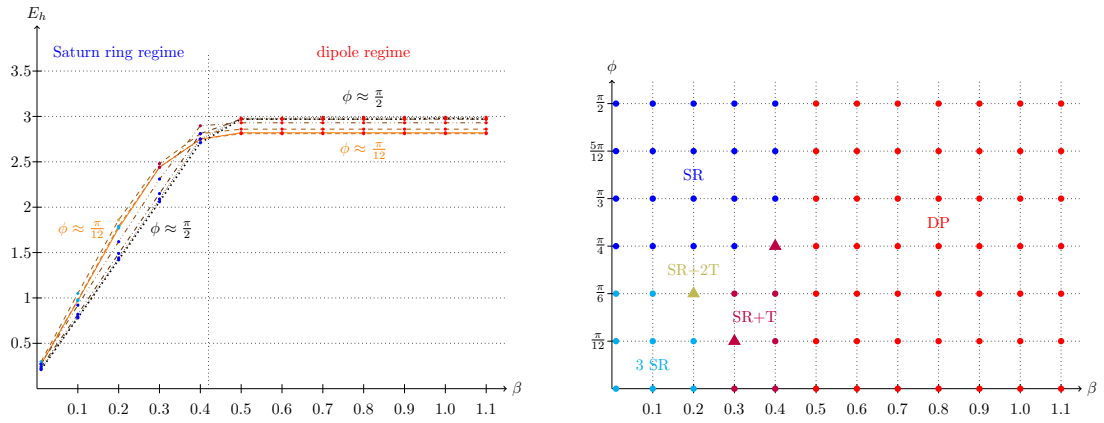 E_h
Saturn ring regime
dipole regime
3.5
3
2.5
2
1.5
1
0.5
ϕ ≈ π/2
ϕ ≈ π/12
ϕ ≈ π/12
ϕ ≈ π/2
0.1 0.2 0.3 0.4 0.5 0.6 0.7 0.8 0.9 1.0 1.1
β
ϕ
π/2
5π/12
π/3
π/4
π/6
π/12
SR
DP
SR+2T
SR+T
3 SR
0.1 0.2 0.3 0.4 0.5 0.6 0.7 0.8 0.9 1.0 1.1
β